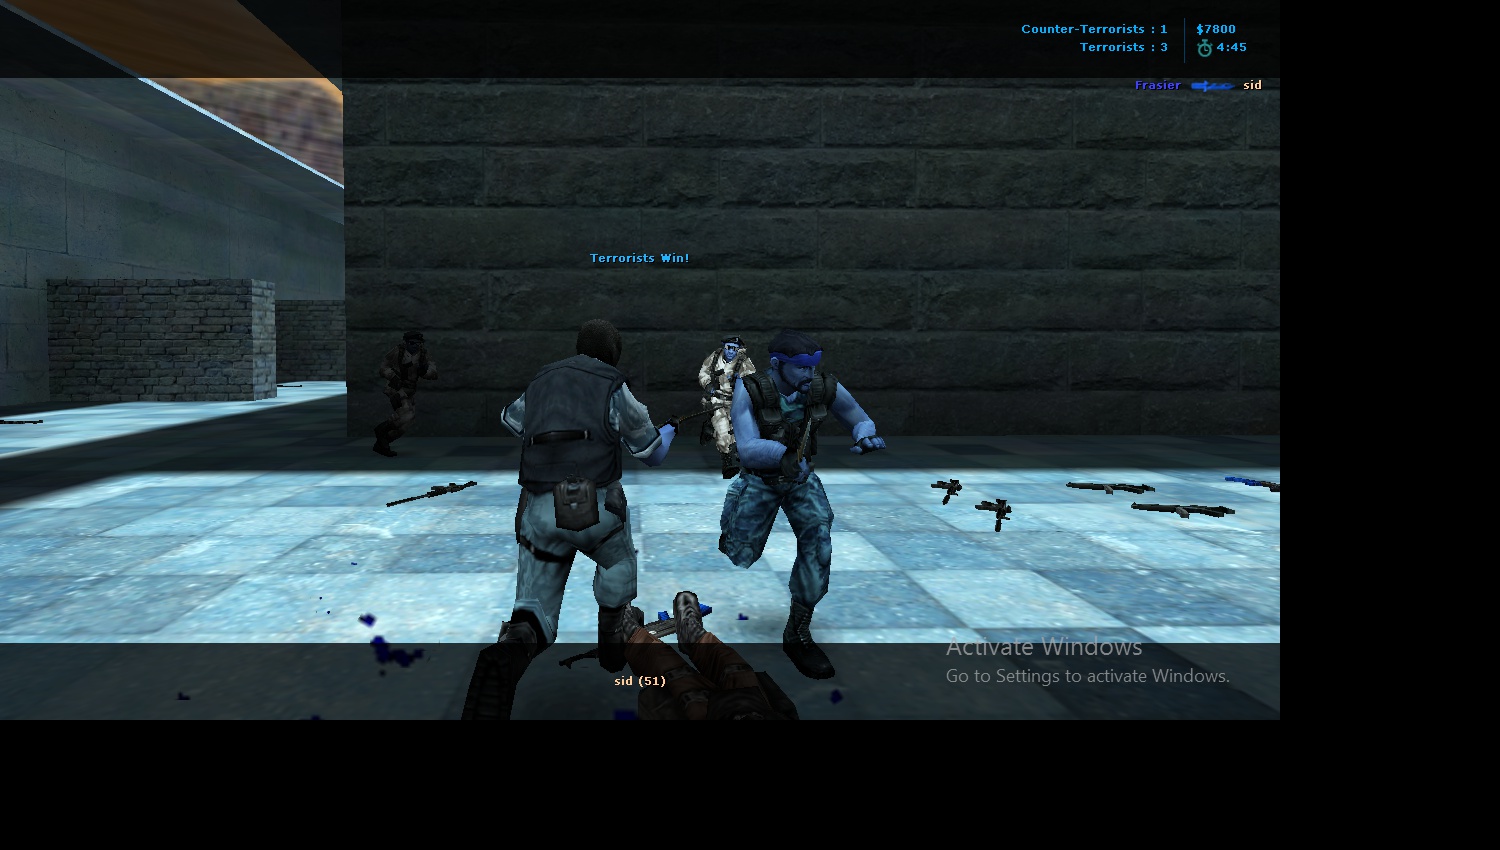 Counter-Terrorists : 1
$7800
Terrorists : 3
4:45
Frasier sid
Terrorists Win!
Activate Windows
Go to Settings to activate Windows.
sid (51)